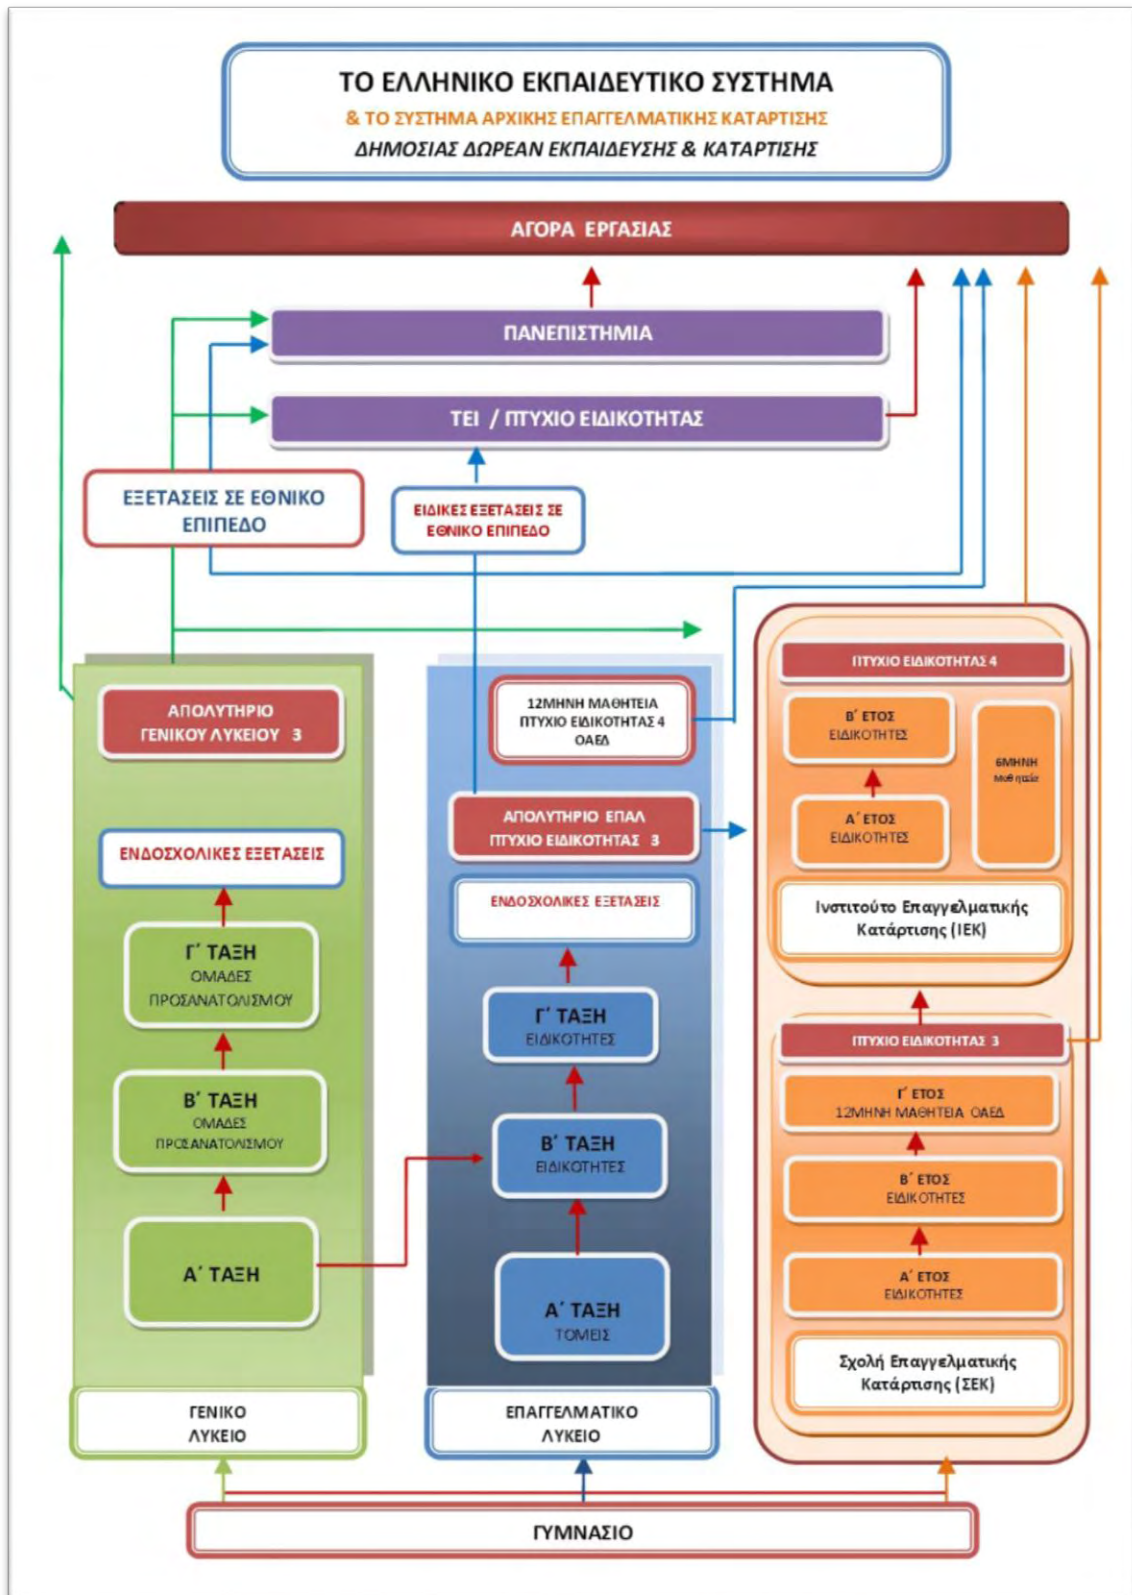 ΤΟ ΕΛΛΗΝΙΚΟ ΕΚΠΑΙΔΕΥΤΙΚΟ ΣΥΣΤΗΜΑ
& ΤΟ ΣΥΣΤΗΜΑ ΑΡΧΙΚΗΣ ΕΠΑΓΓΕΛΜΑΤΙΚΗΣ ΚΑΤΑΡΤΙΣΗΣ
ΔΗΜΟΣΙΑΣ ΔΩΡΕΑΝ ΕΚΠΑΙΔΕΥΣΗΣ & ΚΑΤΑΡΤΙΣΗΣ
ΑΓΟΡΑ ΕΡΓΑΣΙΑΣ
ΠΑΝΕΠΙΣΤΗΜΙΑ
ΤΕΙ / ΠΤΥΧΙΟ ΕΙΔΙΚΟΤΗΤΑΣ
ΕΞΕΤΑΣΕΙΣ ΣΕ ΕΘΝΙΚΟ
ΕΠΙΠΕΔΟ
ΕΙΔΙΚΕΣ ΕΞΕΤΑΣΕΙΣ ΣΕ
ΕΘΝΙΚΟ ΕΠΙΠΕΔΟ
ΑΠΟΛΥΤΗΡΙΟ
ΓΕΝΙΚΟΥ ΛΥΚΕΙΟΥ 3
ΕΝΔΟΣΧΟΛΙΚΕΣ ΕΞΕΤΑΣΕΙΣ
Γ΄ ΤΑΞΗ
ΟΜΑΔΕΣ
ΠΡΟΣΑΝΑΤΟΛΙΣΜΟΥ
Β΄ ΤΑΞΗ
ΟΜΑΔΕΣ
ΠΡΟΣΑΝΑΤΟΛΙΣΜΟΥ
Α΄ ΤΑΞΗ
ΓΕΝΙΚΟ
ΛΥΚΕΙΟ
12ΜΗΝΗ ΜΑΘΗΤΕΙΑ
ΠΤΥΧΙΟ ΕΙΔΙΚΟΤΗΤΑΣ 4
ΟΑΕΔ
ΑΠΟΛΥΤΗΡΙΟ ΕΠΑΛ
ΠΤΥΧΙΟ ΕΙΔΙΚΟΤΗΤΑΣ 3
ΕΝΔΟΣΧΟΛΙΚΕΣ ΕΞΕΤΑΣΕΙΣ
Γ΄ ΤΑΞΗ
ΕΙΔΙΚΟΤΗΤΕΣ
Β΄ ΤΑΞΗ
ΕΙΔΙΚΟΤΗΤΕΣ
Α΄ ΤΑΞΗ
ΤΟΜΕΙΣ
ΕΠΑΓΓΕΛΜΑΤΙΚΟ
ΛΥΚΕΙΟ
ΠΤΥΧΙΟ ΕΙΔΙΚΟΤΗΤΑΣ 4
Β΄ ΕΤΟΣ
ΕΙΔΙΚΟΤΗΤΕΣ
6ΜΗΝΗ
Μαθητεία
Α΄ ΕΤΟΣ
ΕΙΔΙΚΟΤΗΤΕΣ
Ινστιτούτο Επαγγελματικής
Κατάρτισης (ΙΕΚ)
ΠΤΥΧΙΟ ΕΙΔΙΚΟΤΗΤΑΣ 3
Γ΄ ΕΤΟΣ
12ΜΗΝΗ ΜΑΘΗΤΕΙΑ ΟΑΕΔ
Β΄ ΕΤΟΣ
ΕΙΔΙΚΟΤΗΤΕΣ
Α΄ ΕΤΟΣ
ΕΙΔΙΚΟΤΗΤΕΣ
Σχολή Επαγγελματικής
Κατάρτισης (ΣΕΚ)
ΓΥΜΝΑΣΙΟ